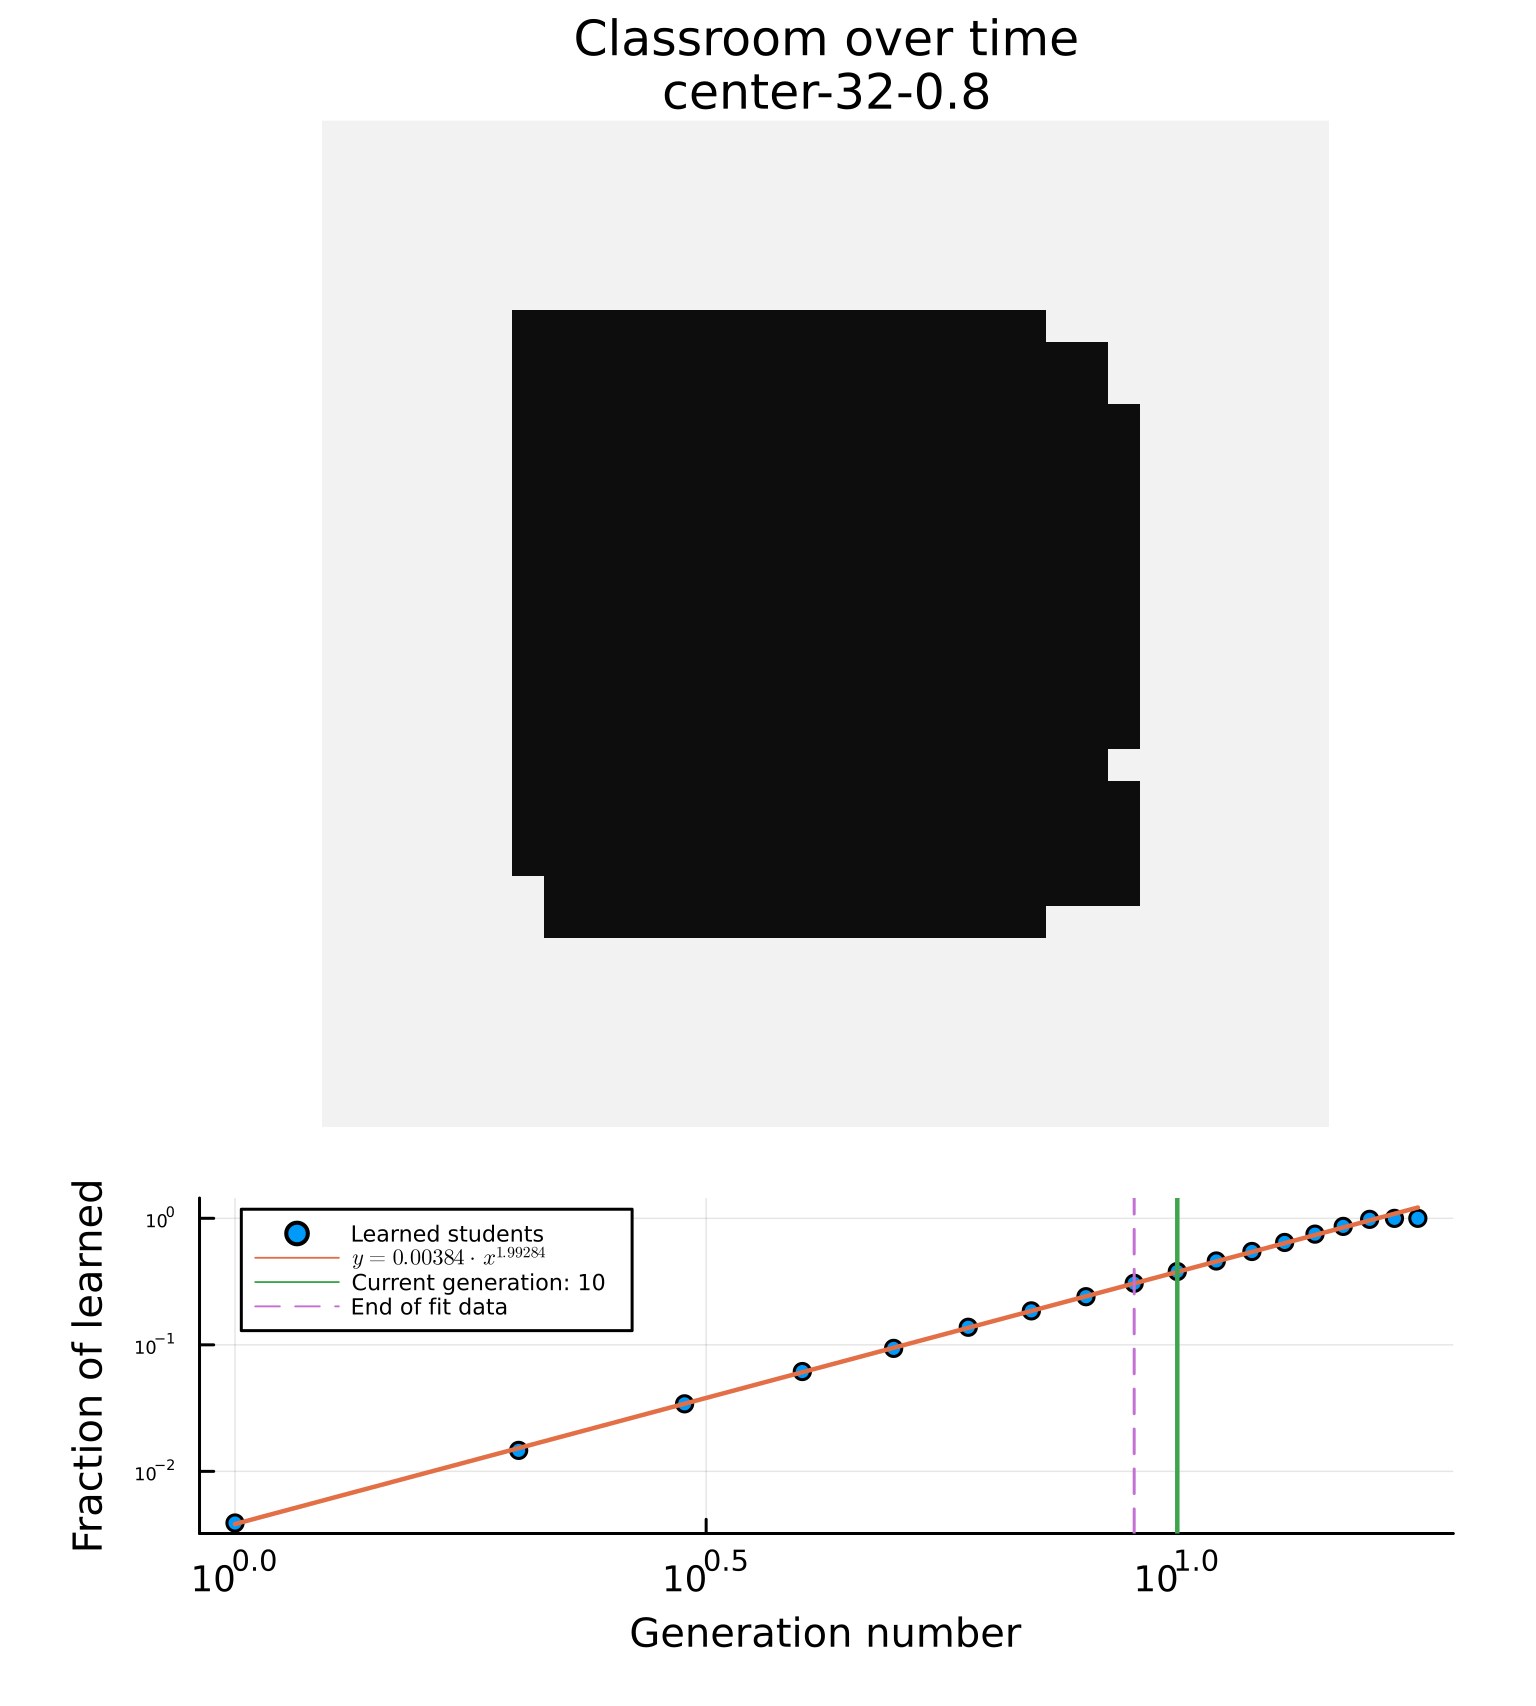 Classroom over time
center-32-0.8
Fraction of learned
10⁰
10⁻¹
10⁻²
Learned students
y = 0.00384 · x^1.99284
Current generation: 10
End of fit data
10^0.0 10^0.5 10^1.0
Generation number